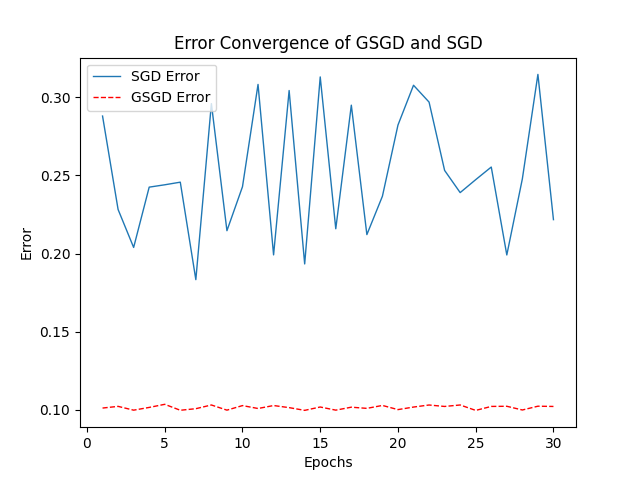 Error Convergence of GSGD and SGD
SGD Error
GSGD Error
0.30
0.25
0.20
0.15
0.10
Error
0 5 10 15 20 25 30
Epochs